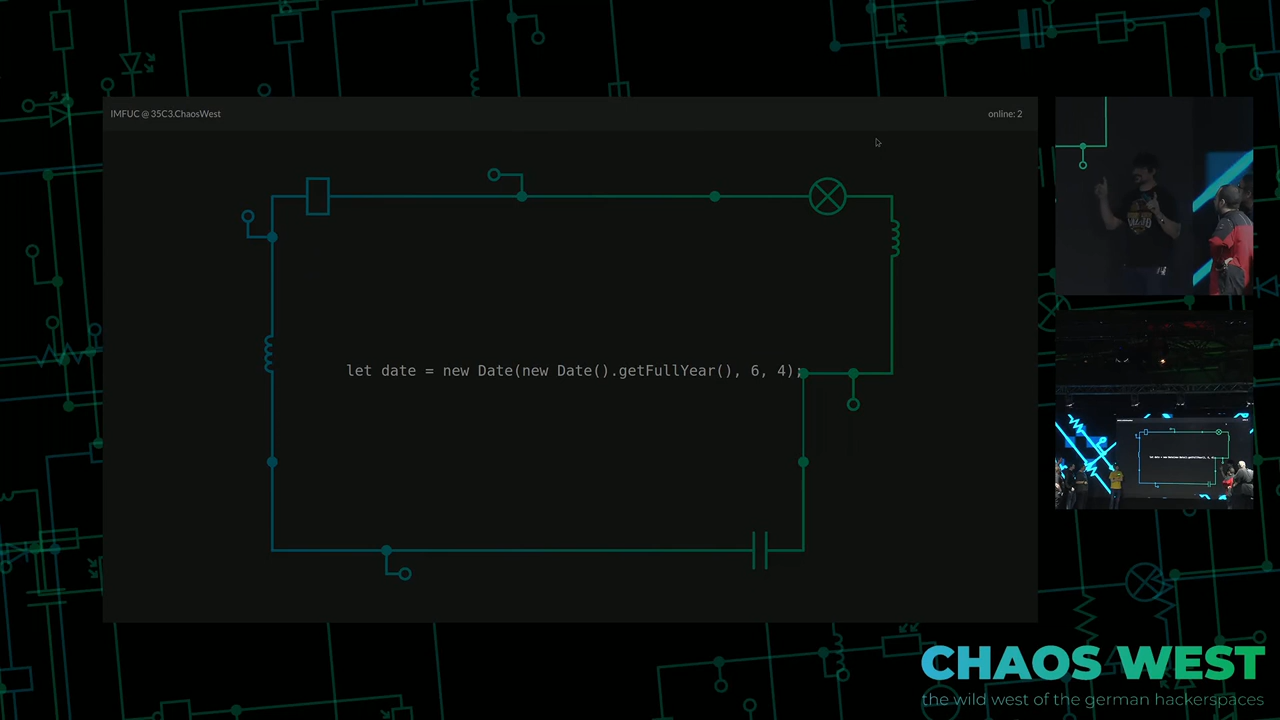 IMFUC @ 35C3.ChaosWest
online: 2
let date = new Date(new Date().getFullYear(), 6, 4);
CHAOS WEST
the wild west of the german hackerspaces